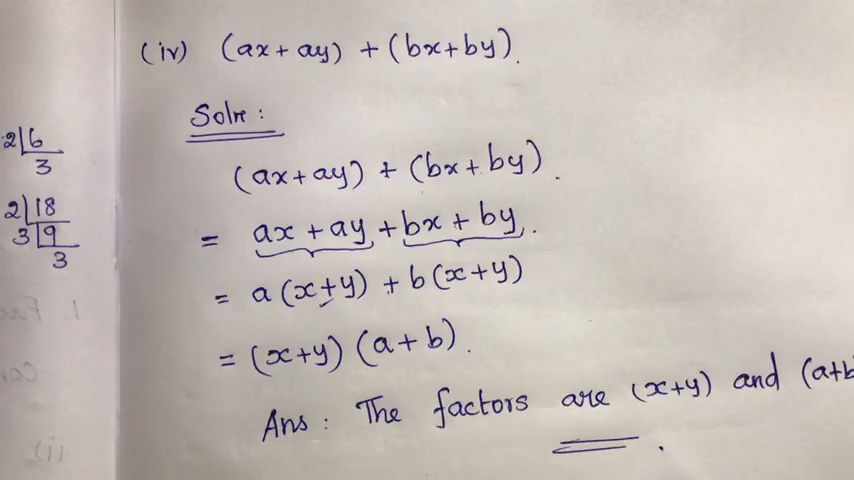 (iv) (ax + ay) + (bx+by).
Soln :
(ax + ay) + (bx + by).
= ax + ay + bx + by.
= a (x+y) + b (x+y)
= (x+y) (a + b).
Ans : The factors are (x+y) and (a+b
2 6
3
2 18
3 9
3